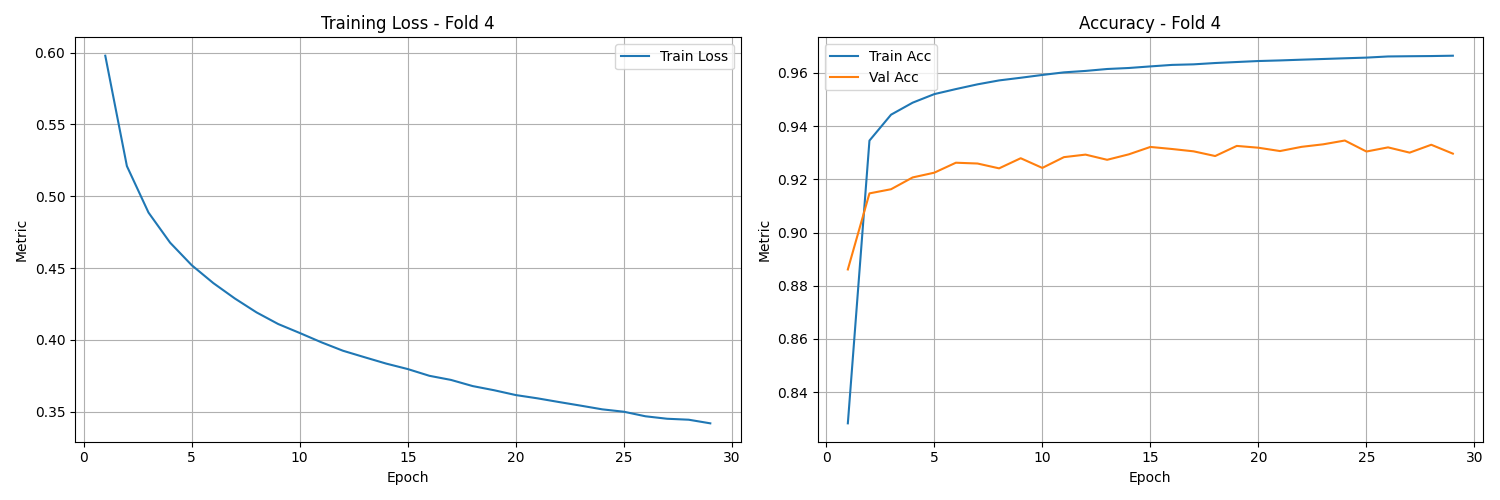 Training Loss - Fold 4
Train Loss
0.60
0.55
0.50
0.45
0.40
0.35
Metric
0 5 10 15 20 25 30
Epoch
Accuracy - Fold 4
Train Acc
Val Acc
0.96
0.94
0.92
0.90
0.88
0.86
0.84
Metric
0 5 10 15 20 25 30
Epoch